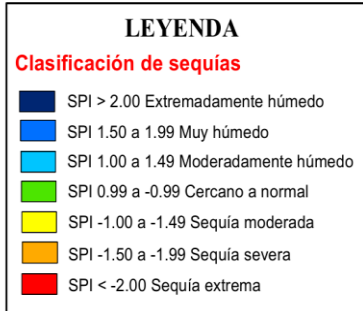 LEYENDA
Clasificación de sequías
SPI > 2.00 Extremadamente húmedo
SPI 1.50 a 1.99 Muy húmedo
SPI 1.00 a 1.49 Moderadamente húmedo
SPI 0.99 a -0.99 Cercano a normal
SPI -1.00 a -1.49 Sequía moderada
SPI -1.50 a -1.99 Sequía severa
SPI < -2.00 Sequía extrema